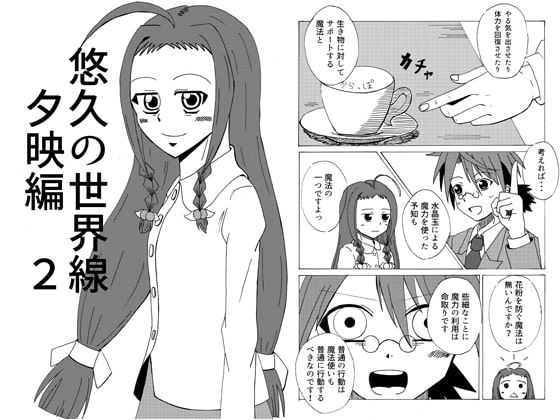 悠久の世界線
夕映編 2
やる気を出させたり
体力を回復させたり
生き物に対して
サポートする
魔法と
からっぽ
カチャ
考えれば・・・
水晶玉による
魔力を使った
予知も
魔法の
一つですよっ
花粉を防ぐ魔法は
無いんですか?
些細なことに
魔力の利用は
命取りです
普通の行動は
魔法使いも
普通に行動する
べきなのです!